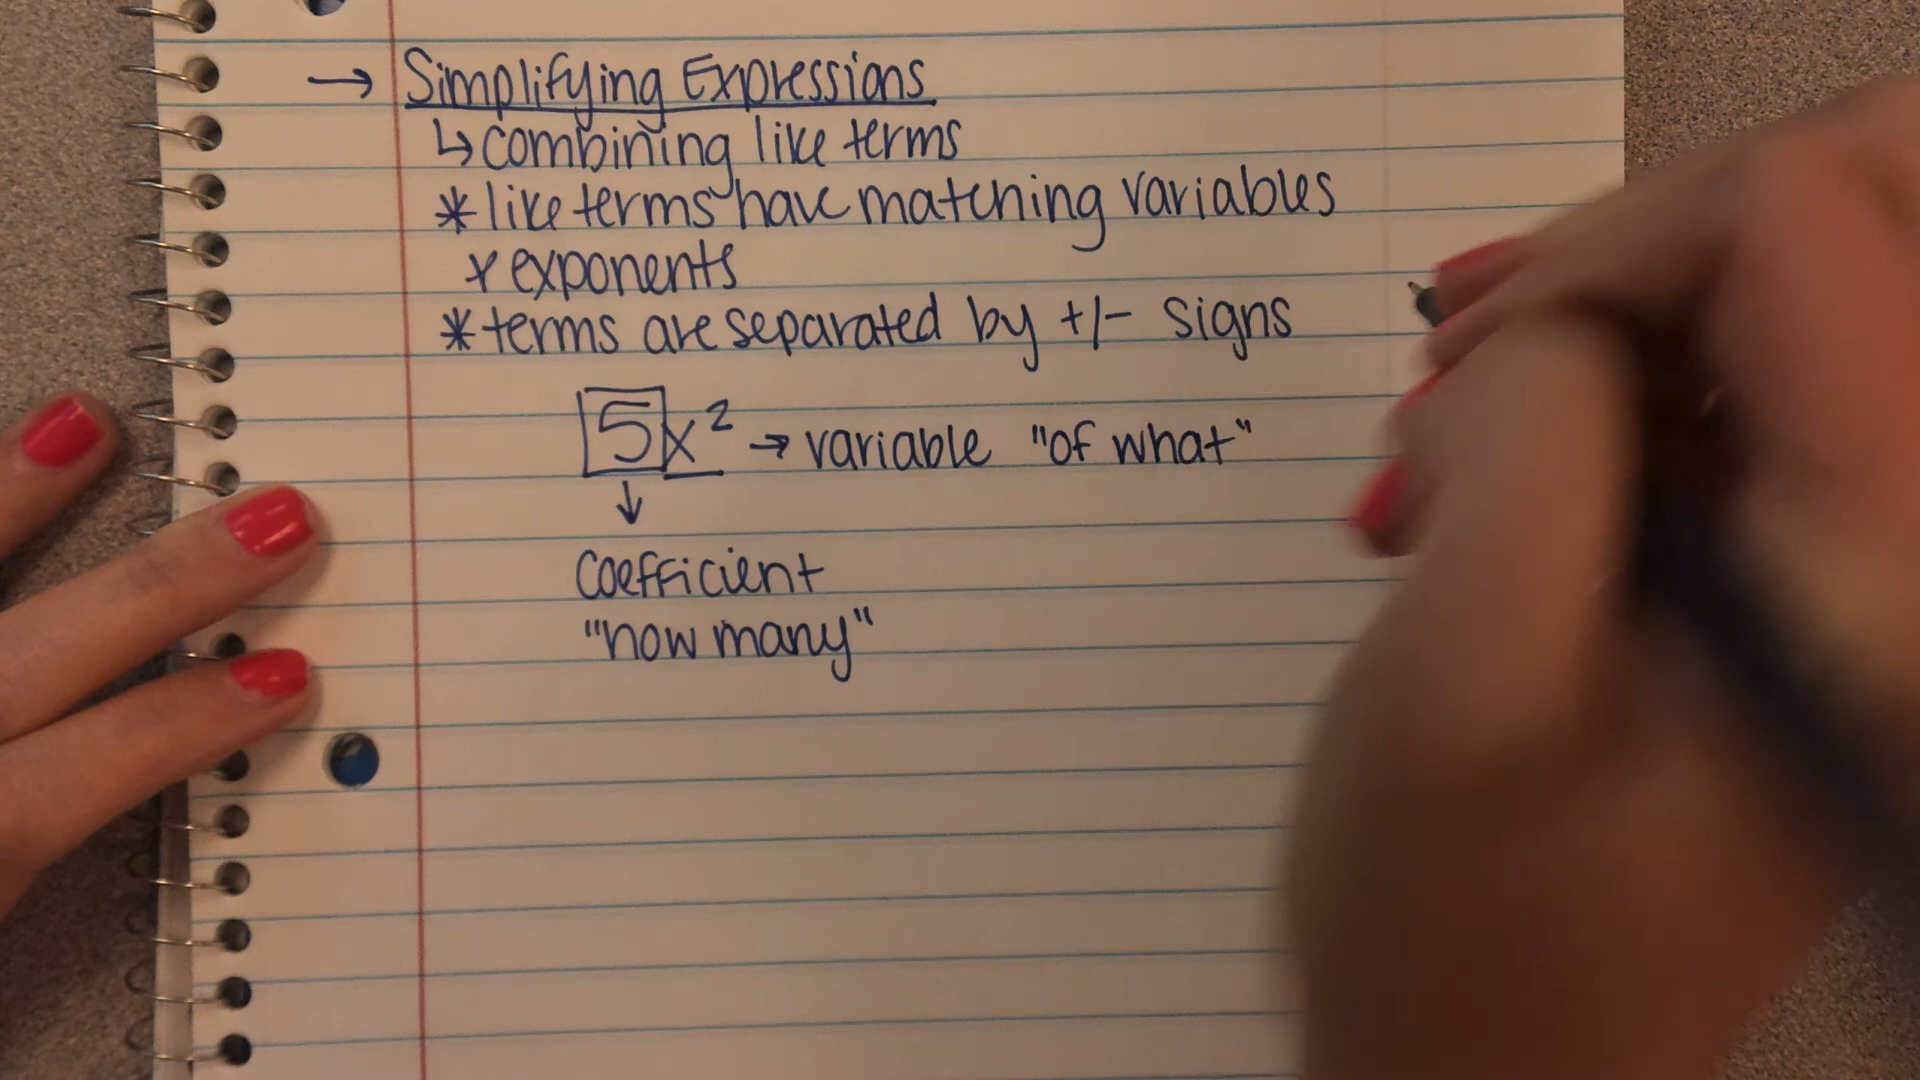 → Simplifying Expressions
↳ combining like terms
* like terms have matching variables
+ exponents
* terms are separated by +/- signs
5x² → variable "of what"
↓
Coefficient
"how many"